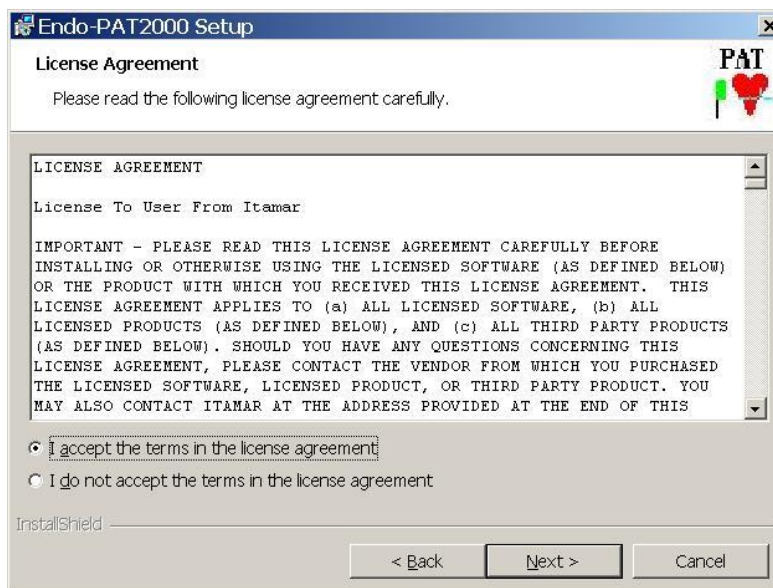 Endo-PAT2000 Setup
License Agreement
PAT
Please read the following license agreement carefully.
LICENSE AGREEMENT
License To User From Itamar
IMPORTANT - PLEASE READ THIS LICENSE AGREEMENT CAREFULLY BEFORE
INSTALLING OR OTHERWISE USING THE LICENSED SOFTWARE (AS DEFINED BELOW)
OR THE PRODUCT WITH WHICH YOU RECEIVED THIS LICENSE AGREEMENT.  THIS
LICENSE AGREEMENT APPLIES TO (a) ALL LICENSED SOFTWARE, (b) ALL
LICENSED PRODUCTS (AS DEFINED BELOW), AND (c) ALL THIRD PARTY PRODUCTS
(AS DEFINED BELOW). SHOULD YOU HAVE ANY QUESTIONS CONCERNING THIS
LICENSE AGREEMENT, PLEASE CONTACT THE VENDOR FROM WHICH YOU PURCHASED
THE LICENSED SOFTWARE, LICENSED PRODUCT, OR THIRD PARTY PRODUCT. YOU
MAY ALSO CONTACT ITAMAR AT THE ADDRESS PROVIDED AT THE END OF THIS
I accept the terms in the license agreement
I do not accept the terms in the license agreement
InstallShield
< Back
Next >
Cancel